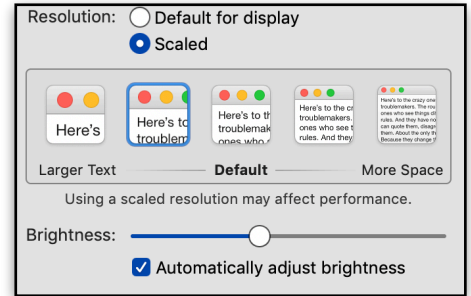 Resolution: Default for display
Scaled
Here's
Here's to
troublem
Here's to th
troublemak
ones who s
Here's to the cr
troublemakers.
ones who see t
rules. And they
Here's to the crazy one
troublemakers. The rou
ones who see things dif
rules. And they have no
can quote them, disagr
them. About the only th
Because they change t
Larger Text Default More Space
Using a scaled resolution may affect performance.
Brightness:
Automatically adjust brightness